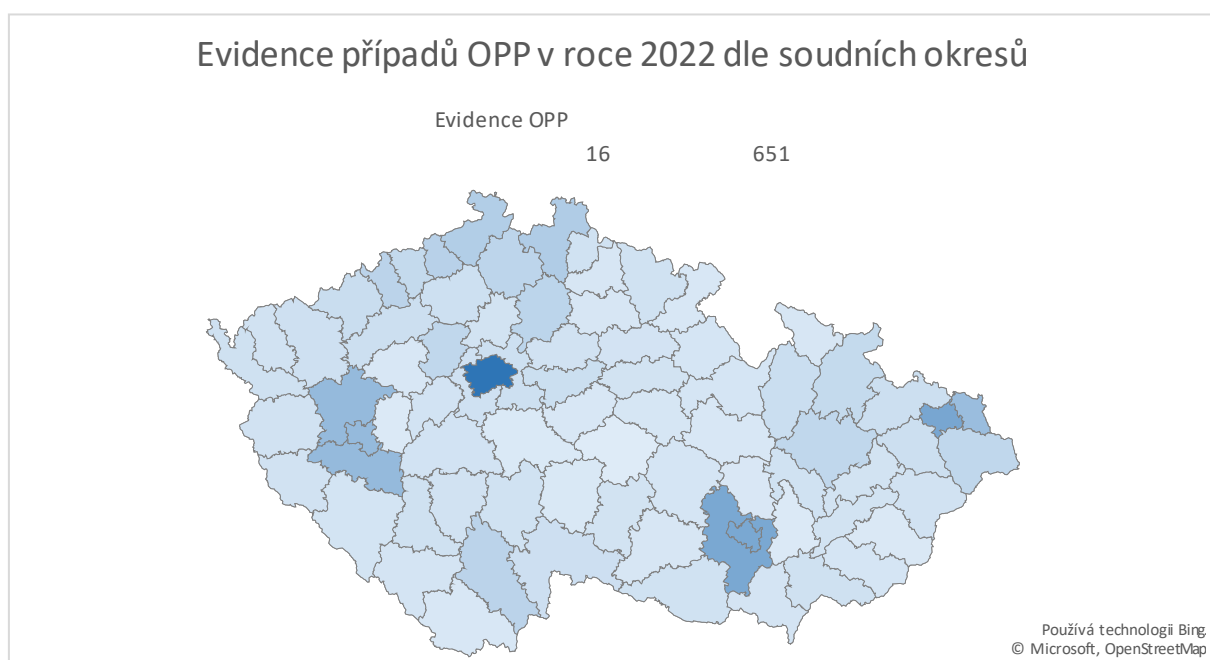 Evidence případů OPP v roce 2022 dle soudních okresů
Evidence OPP
16 651
Používá technologii Bing
© Microsoft, OpenStreetMap